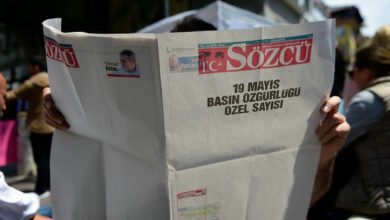 SÖZCÜ
SÖZCÜ
19 MAYIS
BASIN ÖZGÜRLÜĞÜ
ÖZEL SAYISI